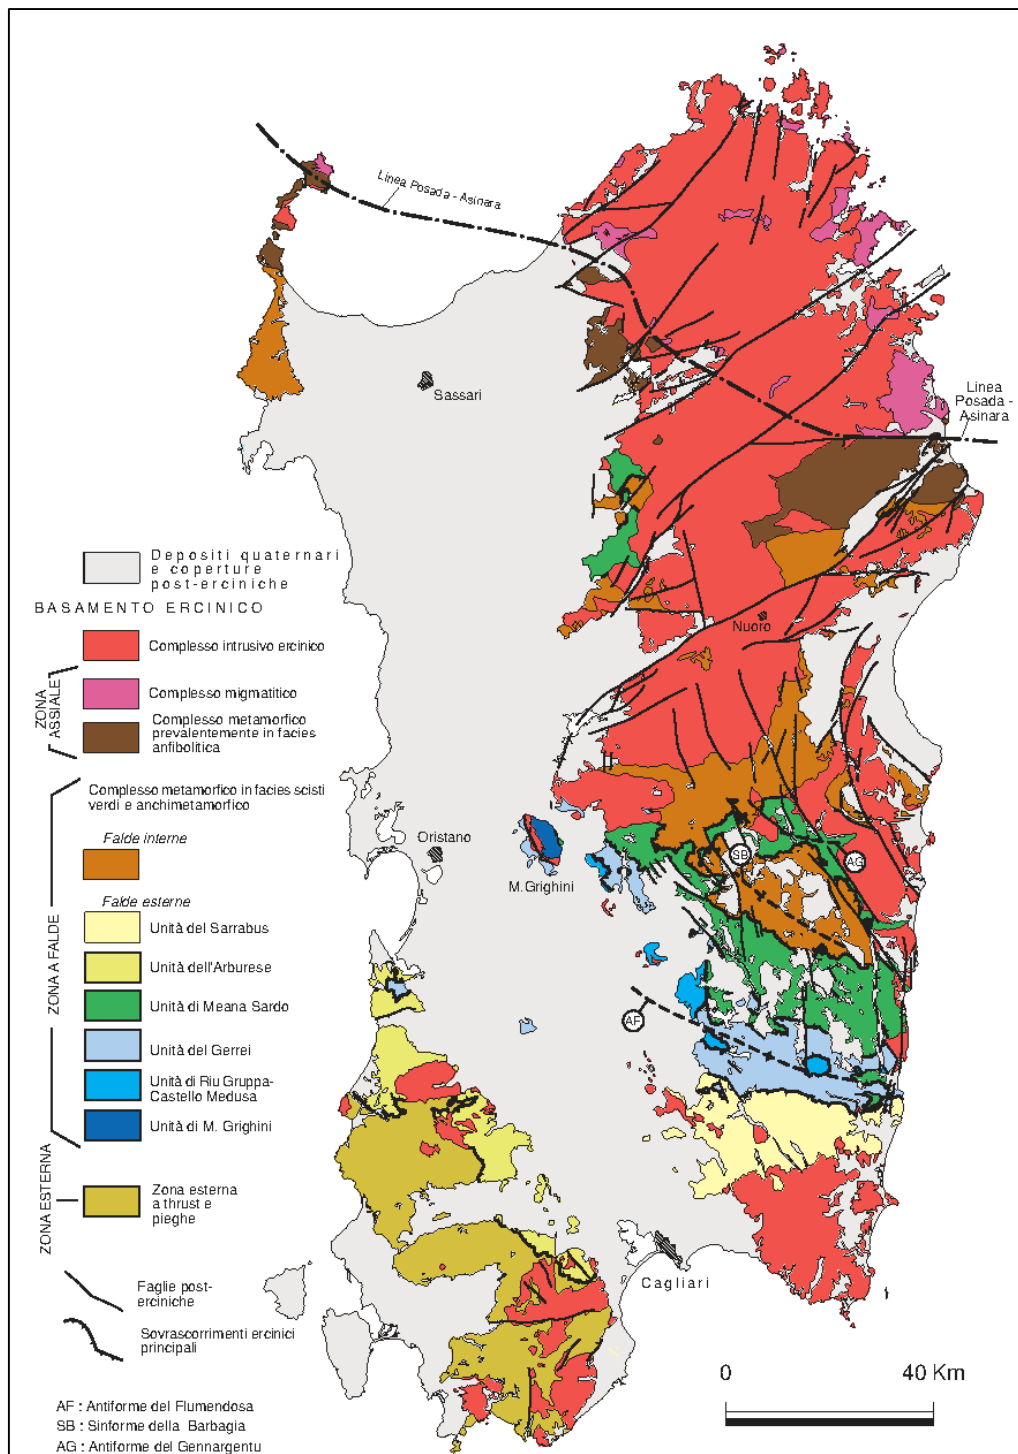 Linea Posada - Asinara
Linea
Posada -
Asinara
Sassari
Nuoro
Oristano
M. Grighini
SB
AG
AF
Cagliari
Depositi quaternari
e coperture
post-erciniche
BASAMENTO ERCINICO
Complesso intrusivo ercinico
ZONA
ASSIALE
Complesso migmatitico
Complesso metamorfico
prevalentemente in facies
anfibolitica
ZONA A FALDE
Complesso metamorfico in facies scisti
verdi e anchimetamorfico
Falde interne
Falde esterne
Unità del Sarrabus
Unità dell'Arburese
Unità di Meana Sardo
Unità del Gerrei
Unità di Riu Gruppa-
Castello Medusa
Unità di M. Grighini
ZONA ESTERNA
Zona esterna
a thrust e
pieghe
Faglie post-
erciniche
Sovrascorrimenti ercinici
principali
0 40 Km
AF : Antiforme del Flumendosa
SB : Sinforme della Barbagia
AG : Antiforme del Gennargentu